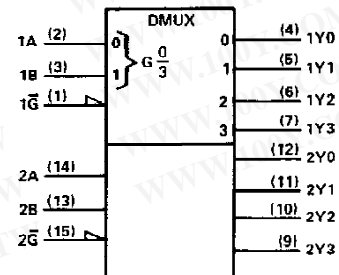 DMUX
1A (2) 0 0 (4) 1Y0
1B (3) 1 G 0/3 1 (5) 1Y1
1G̅ (1) 2 (6) 1Y2
3 (7) 1Y3
(12) 2Y0
2A (14) (11) 2Y1
2B (13) (10) 2Y2
2G̅ (15) (9) 2Y3